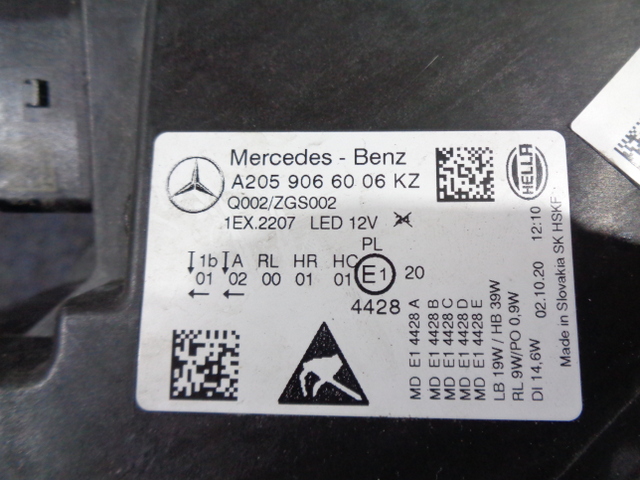 Mercedes - Benz
A205 906 60 06 KZ
Q002/ZGS002
1EX.2207 LED 12V
HELLA
PL
1b A RL HR HC E1 20
01 02 00 01 01
4428
MD E1 4428 A
MD E1 4428 B
MD E1 4428 C
MD E1 4428 D
MD E1 4428 E
LB 19W / HB 39W
RL 9W/PO 0,9W
DI 14,6W 02.10.20 12:10
Made in Slovakia SK HSKF